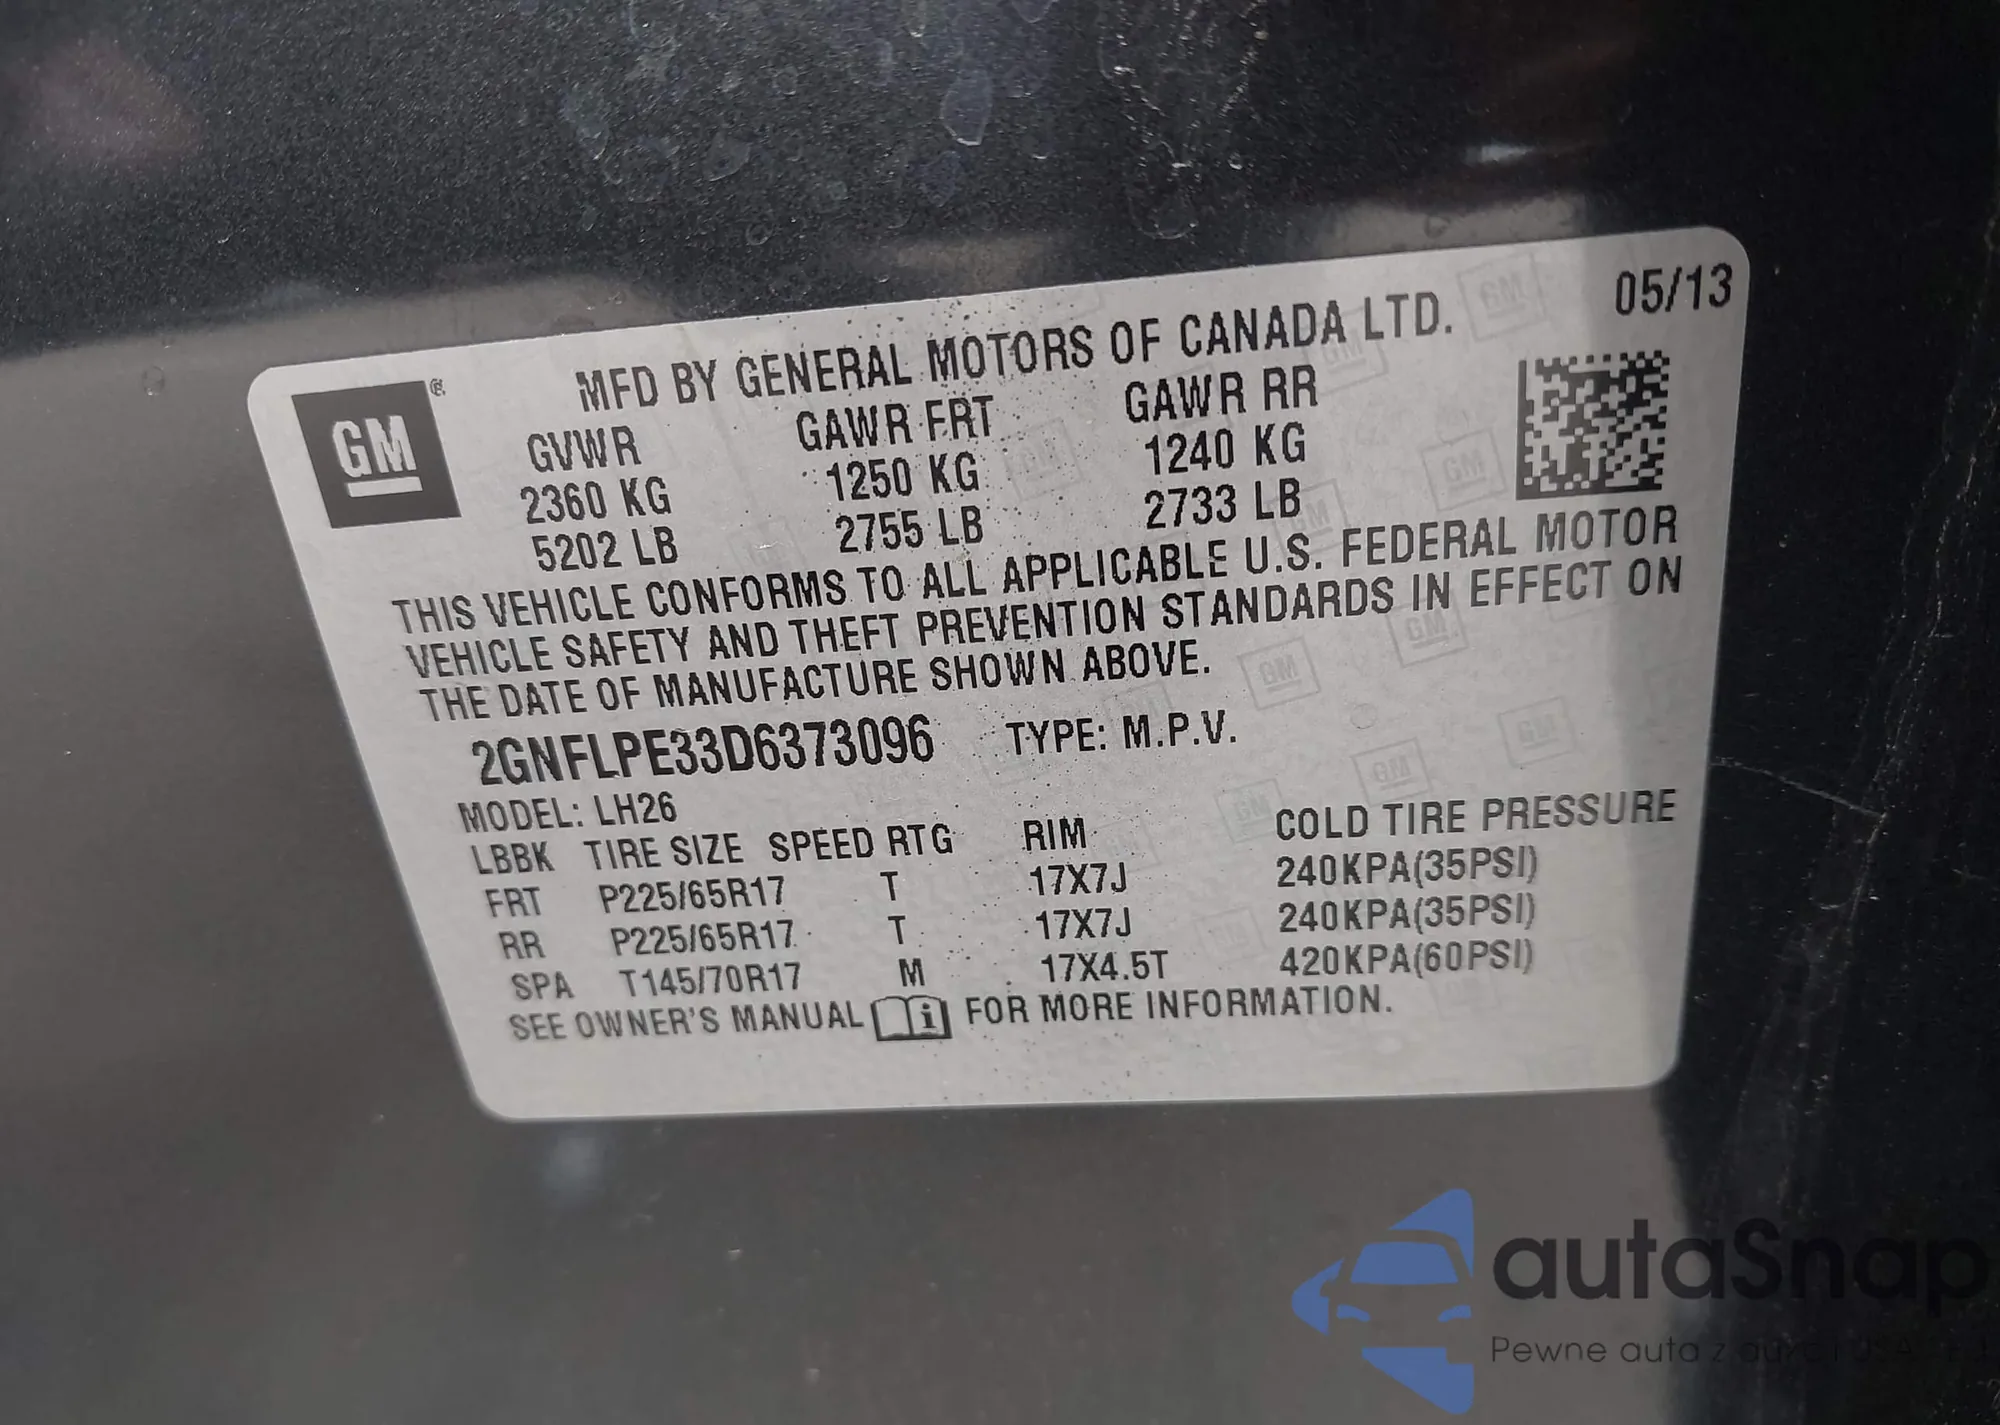 05/13
MFD BY GENERAL MOTORS OF CANADA LTD.
GM ®
GVWR GAWR FRT GAWR RR
2360 KG 1250 KG 1240 KG
5202 LB 2755 LB 2733 LB
THIS VEHICLE CONFORMS TO ALL APPLICABLE U.S. FEDERAL MOTOR
VEHICLE SAFETY AND THEFT PREVENTION STANDARDS IN EFFECT ON
THE DATE OF MANUFACTURE SHOWN ABOVE.
2GNFLPE33D6373096 TYPE: M.P.V.
MODEL: LH26
LBBK TIRE SIZE SPEED RTG RIM COLD TIRE PRESSURE
FRT P225/65R17 T 17X7J 240KPA(35PSI)
RR P225/65R17 T 17X7J 240KPA(35PSI)
SPA T145/70R17 M 17X4.5T 420KPA(60PSI)
SEE OWNER'S MANUAL i FOR MORE INFORMATION.
autaSnap
Pewne auta z